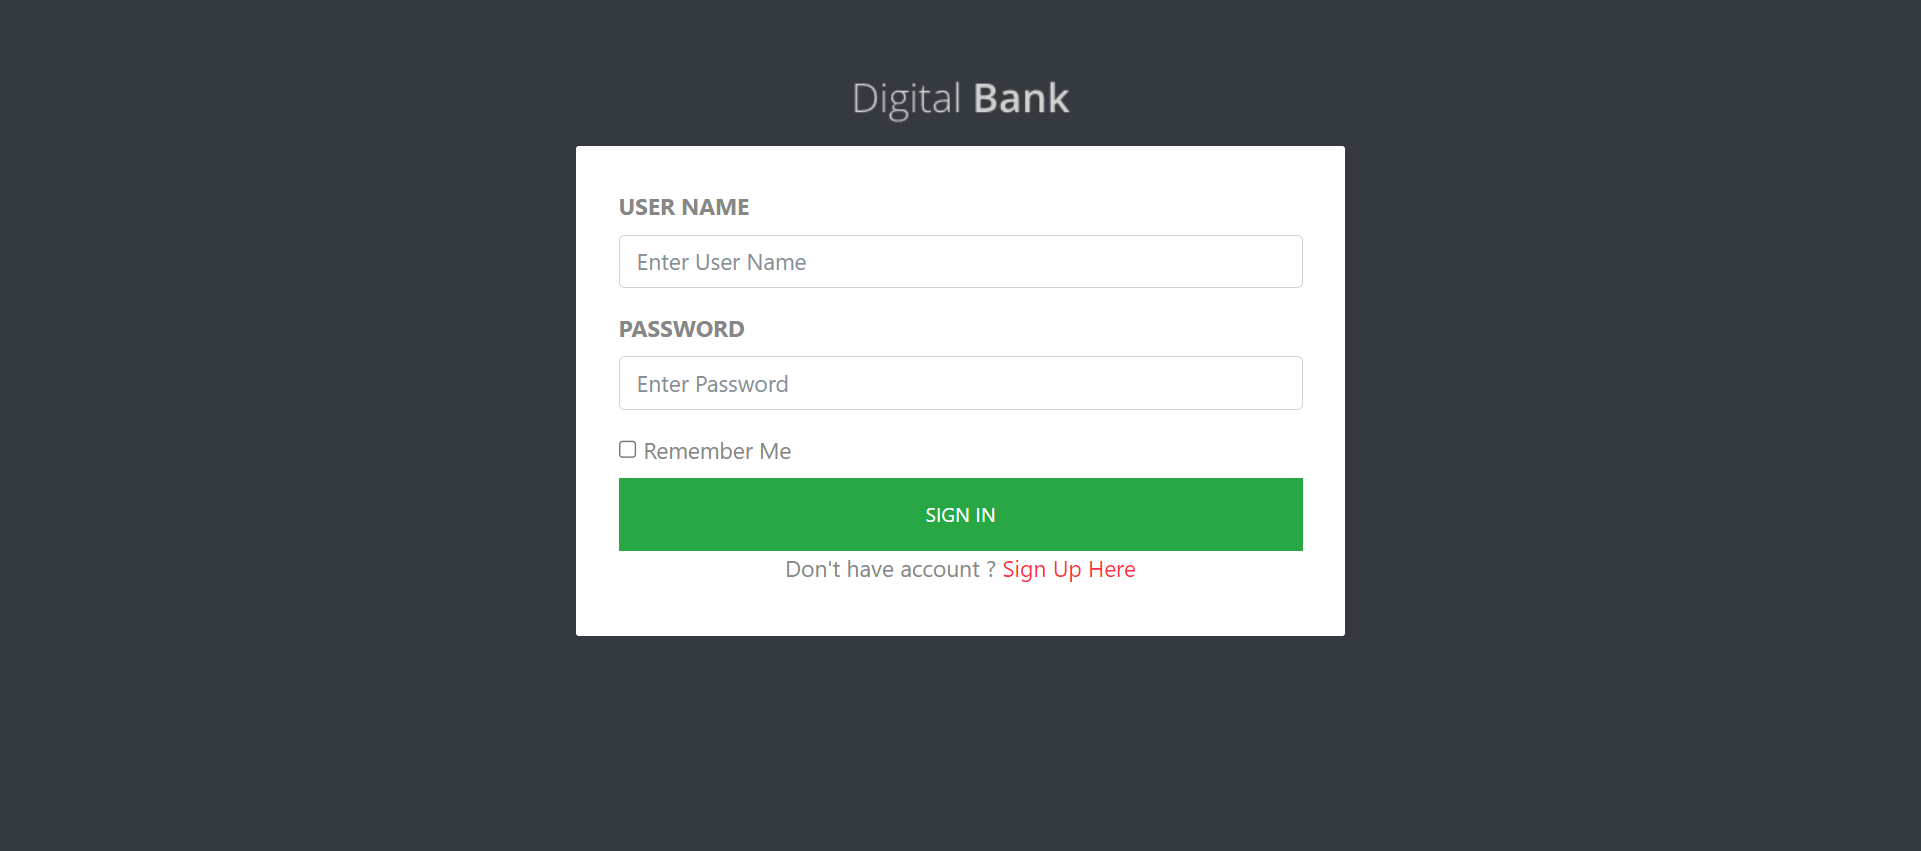 Digital Bank
USER NAME
Enter User Name
PASSWORD
Enter Password
Remember Me
SIGN IN
Don't have account ? Sign Up Here